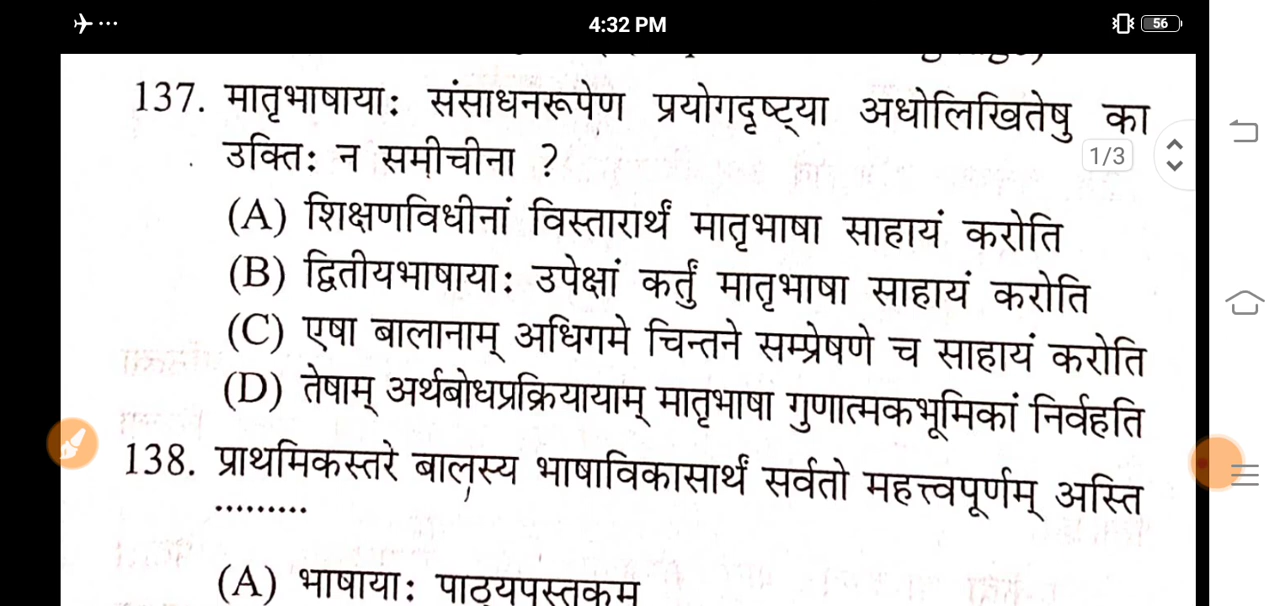 4:32 PM
56
137. मातृभाषायाः संसाधनरूपेण प्रयोगदृष्ट्या अधोलिखितेषु का
उक्तिः न समीचीना ?
1/3
(A) शिक्षणविधीनां विस्तारार्थं मातृभाषा साहायं करोति
(B) द्वितीयभाषायाः उपेक्षां कर्तुं मातृभाषा साहायं करोति
(C) एषा बालानाम् अधिगमे चिन्तने सम्प्रेषणे च साहायं करोति
(D) तेषाम् अर्थबोधप्रक्रियायाम् मातृभाषा गुणात्मकभूमिकां निर्वहति
138. प्राथमिकस्तरे बालस्य भाषाविकासार्थं सर्वतो महत्त्वपूर्णम् अस्ति
.........
(A) भाषायाः पाठ्यपुस्तकम्